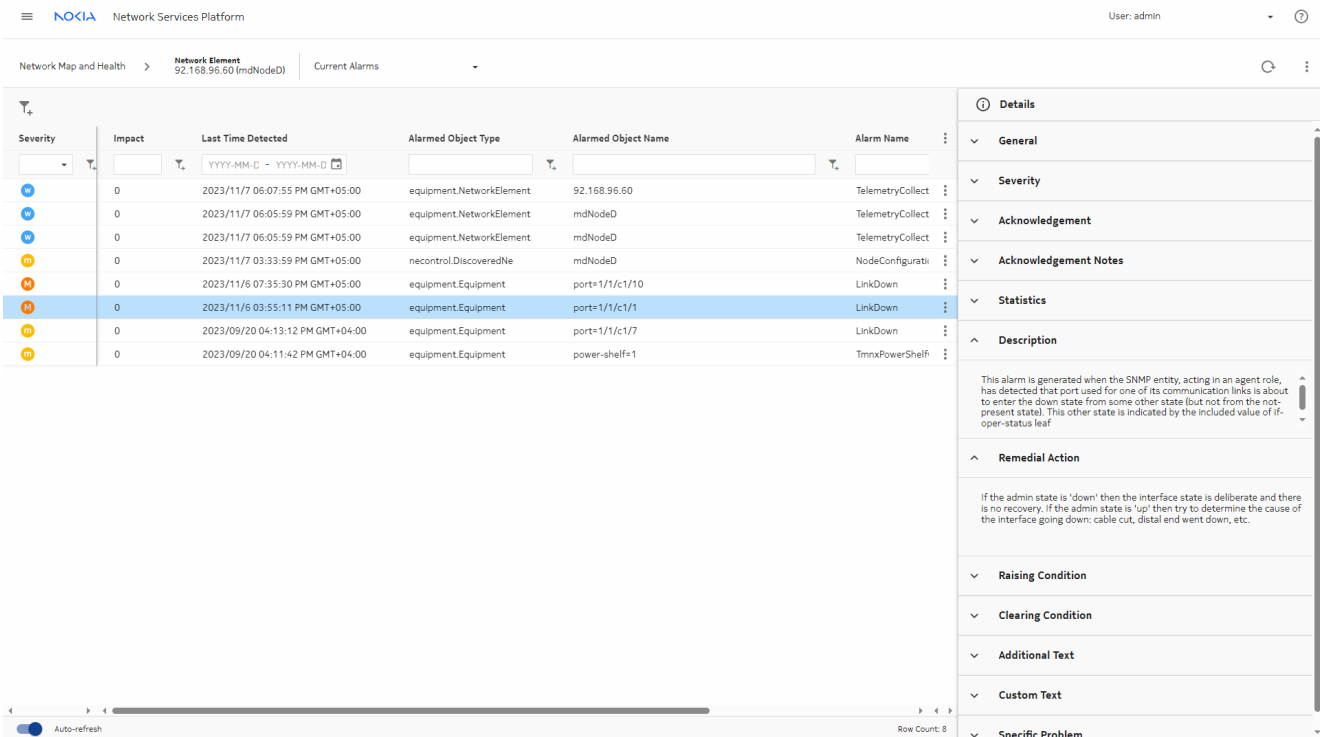 NOKIA Network Services Platform User: admin
Network Map and Health Network Element Current Alarms
92.168.96.60 (mdNodeD)
Details
Severity Impact Last Time Detected Alarmed Object Type Alarmed Object Name Alarm Name
General
YYYY-MM-D - YYYY-MM-D
Severity
w 0 2023/11/7 06:07:55 PM GMT+05:00 equipment.NetworkElement 92.168.96.60 TelemetryCollect
w 0 2023/11/7 06:05:59 PM GMT+05:00 equipment.NetworkElement mdNodeD TelemetryCollect
Acknowledgement
w 0 2023/11/7 06:05:59 PM GMT+05:00 equipment.NetworkElement mdNodeD TelemetryCollect
m 0 2023/11/7 03:33:59 PM GMT+05:00 necontrol.DiscoveredNe mdNodeD NodeConfiguratio
Acknowledgement Notes
M 0 2023/11/6 07:35:30 PM GMT+05:00 equipment.Equipment port=1/1/c1/10 LinkDown
Statistics
M 0 2023/11/6 03:55:11 PM GMT+05:00 equipment.Equipment port=1/1/c1/1 LinkDown
m 0 2023/09/20 04:13:12 PM GMT+04:00 equipment.Equipment port=1/1/c1/7 LinkDown
Description
m 0 2023/09/20 04:11:42 PM GMT+04:00 equipment.Equipment power-shelf=1 TmnxPowerShelf
This alarm is generated when the SNMP entity, acting in an agent role,
has detected that port used for one of its communication links is about
to enter the down state from some other state (but not from the not-
present state). This other state is indicated by the included value of if-
oper-status leaf
Remedial Action
If the admin state is 'down' then the interface state is deliberate and there
is no recovery. If the admin state is 'up' then try to determine the cause of
the interface going down: cable cut, distal end went down, etc.
Raising Condition
Clearing Condition
Additional Text
Custom Text
Auto-refresh Row Count: 8
Specific Problem